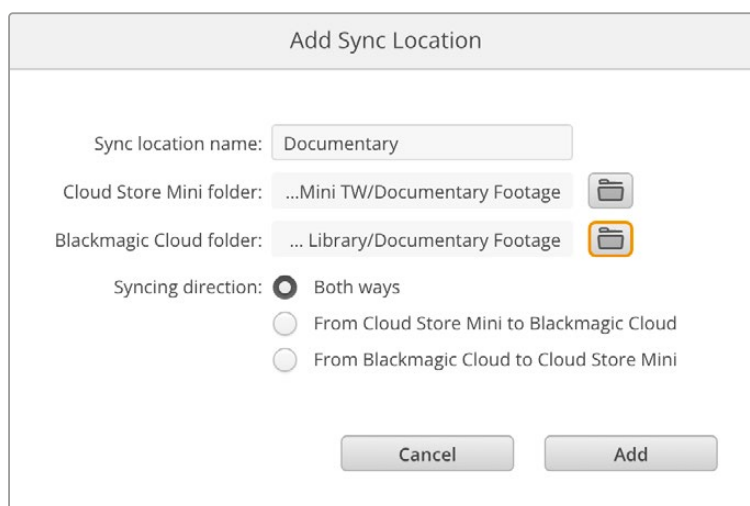 Add Sync Location
Sync location name: Documentary
Cloud Store Mini folder: ...Mini TW/Documentary Footage
Blackmagic Cloud folder: ... Library/Documentary Footage
Syncing direction: Both ways
From Cloud Store Mini to Blackmagic Cloud
From Blackmagic Cloud to Cloud Store Mini
Cancel Add